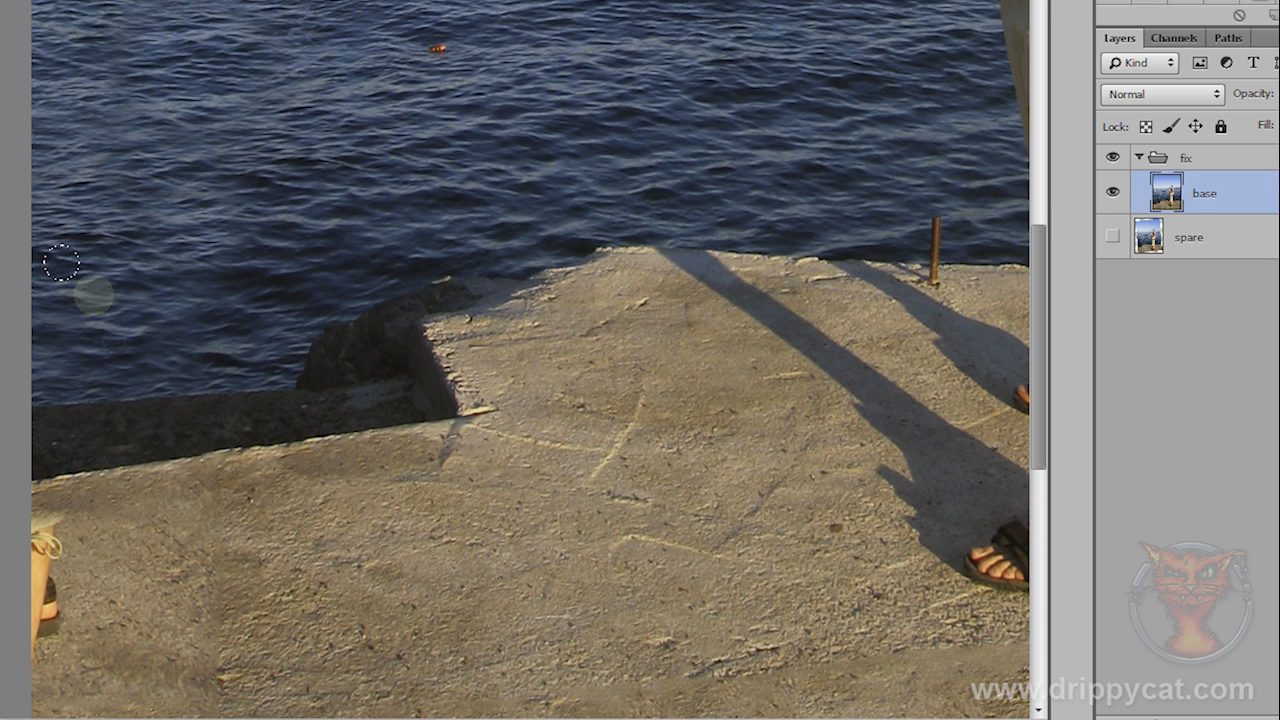 Layers Channels Paths
Kind T
Normal Opacity:
Lock: Fill:
fix
base
spare
www.drippycat.com